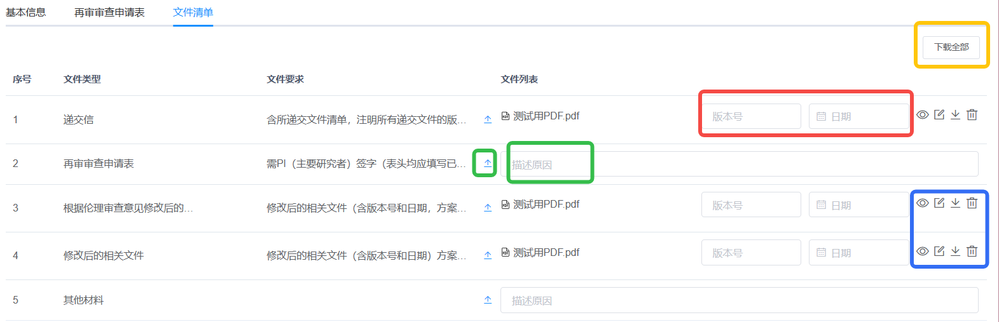 基本信息 再审审查申请表 文件清单
下载全部
序号 文件类型 文件要求 文件列表
1 递交信 含所递交文件清单，注明所有递交文件的版... 测试用PDF.pdf 版本号 日期
2 再审审查申请表 需PI（主要研究者）签字（表头均应填写已... 描述原因
3 根据伦理审查意见修改后的... 修改后的相关文件（含版本号和日期，方案... 测试用PDF.pdf 版本号 日期
4 修改后的相关文件 修改后的相关文件（含版本号和日期）方案... 测试用PDF.pdf 版本号 日期
5 其他材料 描述原因